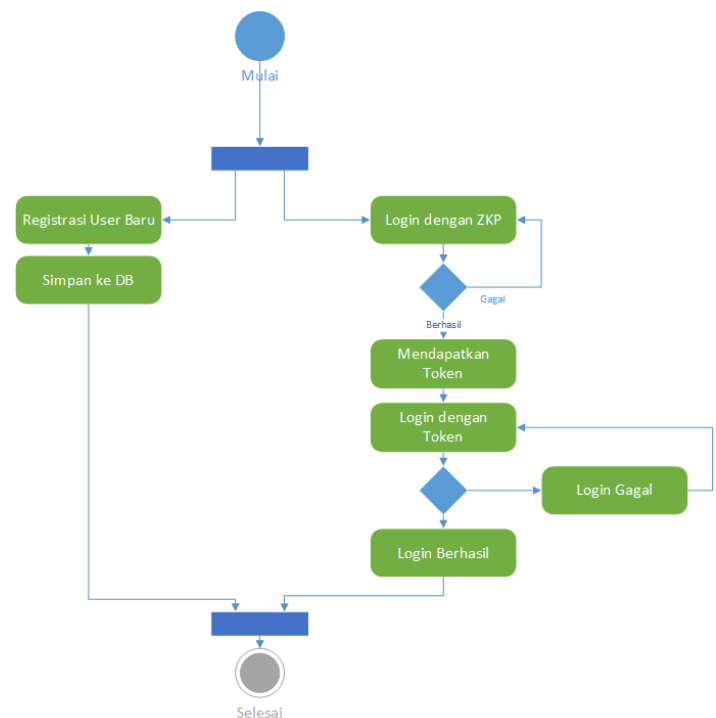 Mulai
Registrasi User Baru
Login dengan ZKP
Simpan ke DB
Gagal
Berhasil
Mendapatkan
Token
Login dengan
Token
Login Gagal
Login Berhasil
Selesai